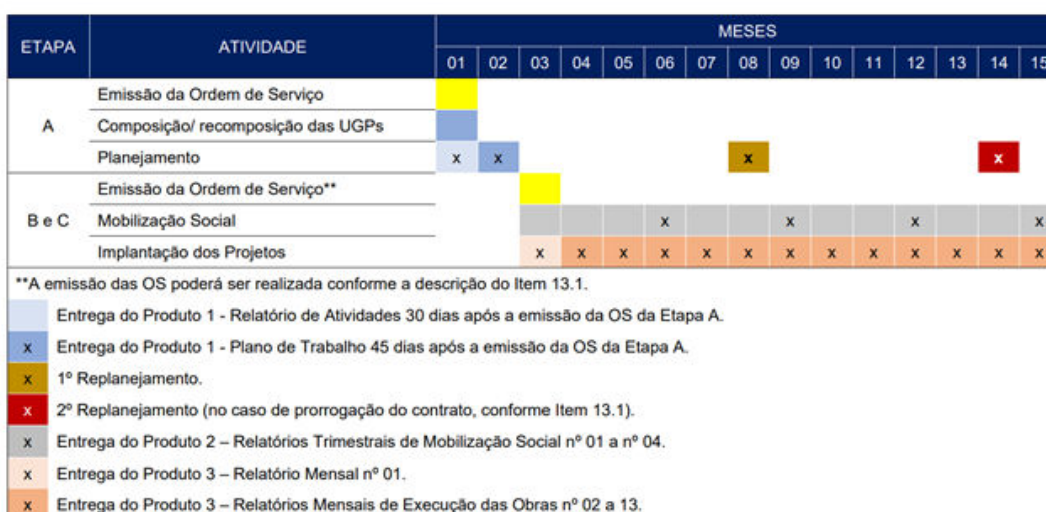 ETAPA ATIVIDADE MESES
01 02 03 04 05 06 07 08 09 10 11 12 13 14 15
A
Emissão da Ordem de Serviço
Composição/ recomposição das UGPs
Planejamento x x x x
B e C
Emissão da Ordem de Serviço**
Mobilização Social x x x x
Implantação dos Projetos x x x x x x x x x x x x x
**A emissão das OS poderá ser realizada conforme a descrição do Item 13.1.
Entrega do Produto 1 - Relatório de Atividades 30 dias após a emissão da OS da Etapa A.
x Entrega do Produto 1 - Plano de Trabalho 45 dias após a emissão da OS da Etapa A.
x 1º Replanejamento.
x 2º Replanejamento (no caso de prorrogação do contrato, conforme Item 13.1).
x Entrega do Produto 2 – Relatórios Trimestrais de Mobilização Social nº 01 a nº 04.
x Entrega do Produto 3 – Relatório Mensal nº 01.
x Entrega do Produto 3 – Relatórios Mensais de Execução das Obras nº 02 a 13.